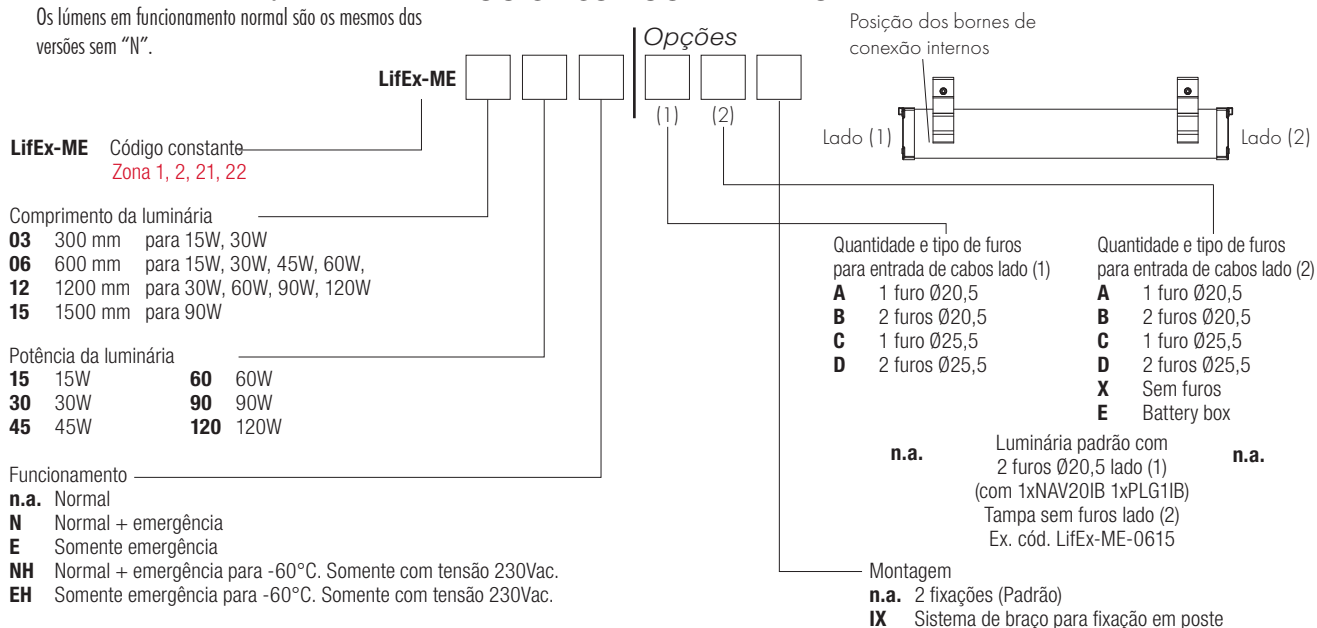 Os lúmens em funcionamento normal são os mesmos das
versões sem “N”.
Opções
LifEx-ME
(1) (2)
Posição dos bornes de
conexão internos
Lado (1)
Lado (2)
LifEx-ME Código constante
Zona 1, 2, 21, 22
Comprimento da luminária
03 300 mm para 15W, 30W
06 600 mm para 15W, 30W, 45W, 60W,
12 1200 mm para 30W, 60W, 90W, 120W
15 1500 mm para 90W
Potência da luminária
15 15W 60 60W
30 30W 90 90W
45 45W 120 120W
Funcionamento
n.a. Normal
N Normal + emergência
E Somente emergência
NH Normal + emergência para -60°C. Somente com tensão 230Vac.
EH Somente emergência para -60°C. Somente com tensão 230Vac.
Quantidade e tipo de furos
para entrada de cabos lado (1)
A 1 furo Ø20,5
B 2 furos Ø20,5
C 1 furo Ø25,5
D 2 furos Ø25,5
Quantidade e tipo de furos
para entrada de cabos lado (2)
A 1 furo Ø20,5
B 2 furos Ø20,5
C 1 furo Ø25,5
D 2 furos Ø25,5
X Sem furos
E Battery box
n.a.
Luminária padrão com
2 furos Ø20,5 lado (1)
(com 1xNAV20IB 1xPLG1IB)
Tampa sem furos lado (2)
Ex. cód. LifEx-ME-0615
n.a.
Montagem
n.a. 2 fixações (Padrão)
IX Sistema de braço para fixação em poste